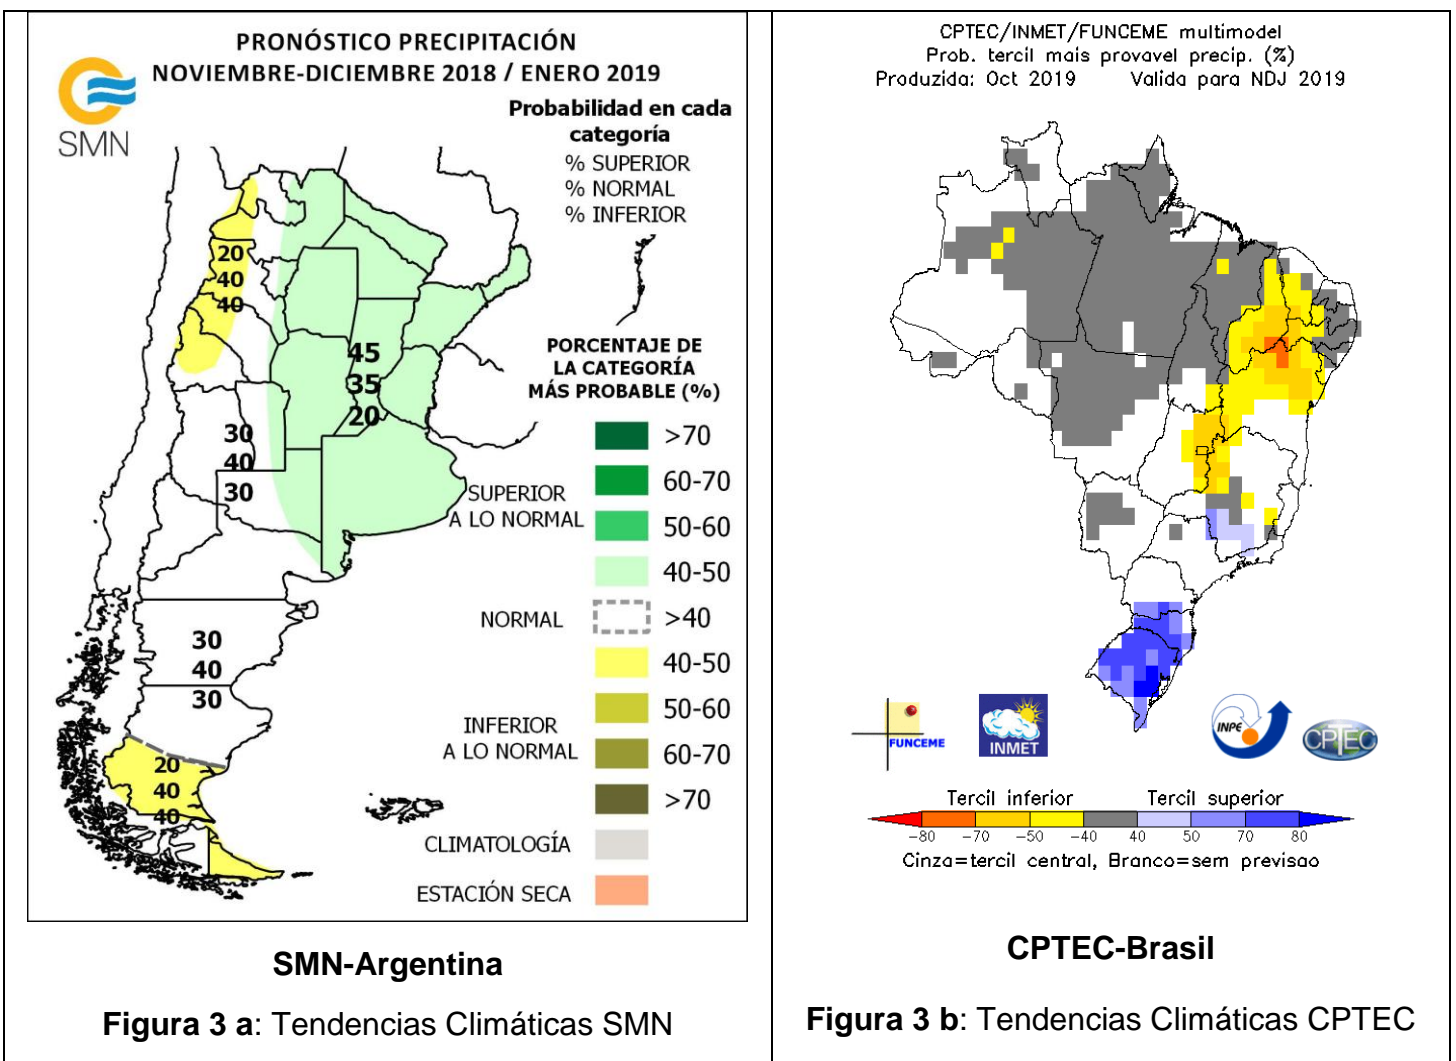 PRONÓSTICO PRECIPITACIÓN
NOVIEMBRE-DICIEMBRE 2018 / ENERO 2019
SMN
Probabilidad en cada
categoría
% SUPERIOR
% NORMAL
% INFERIOR
20
40
40
45
35
20
30
40
30
30
40
30
20
40
40
PORCENTAJE DE
LA CATEGORÍA
MÁS PROBABLE (%)
>70
60-70
SUPERIOR
A LO NORMAL
50-60
40-50
NORMAL
>40
40-50
50-60
INFERIOR
A LO NORMAL
60-70
>70
CLIMATOLOGÍA
ESTACIÓN SECA
SMN-Argentina
Figura 3 a: Tendencias Climáticas SMN
CPTEC/INMET/FUNCEME multimodel
Prob. tercil mais provavel precip. (%)
Produzida: Oct 2019 Valida para NDJ 2019
FUNCEME
INMET
INPE
CPTEC
Tercil inferior Tercil superior
-80 -70 -50 -40 40 50 70 80
Cinza=tercil central, Branco=sem previsao
CPTEC-Brasil
Figura 3 b: Tendencias Climáticas CPTEC